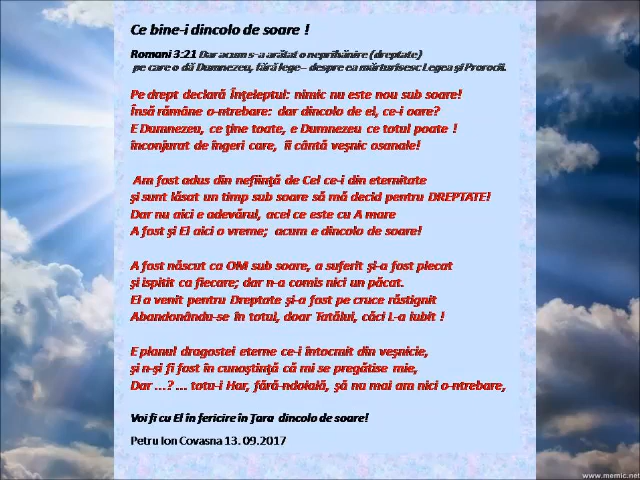 Ce bine-i dincolo de soare !
Romani 3:21 Dar acum s-a arătat o neprihănire (dreptate)
pe care o dă Dumnezeu, fără lege – despre ea mărturisesc Legea şi Prorocii.
Pe drept declară Înţeleptul: nimic nu este nou sub soare!
Însă rămâne o-ntrebare: dar dincolo de el, ce-i oare?
E Dumnezeu, ce ţine toate, e Dumnezeu ce totul poate !
înconjurat de îngeri care, îi cântă veşnic osanale!
Am fost adus din nefiinţă de Cel ce-i din eternitate
şi sunt lăsat un timp sub soare să mă decid pentru DREPTATE!
Dar nu aici e adevărul, acel ce este cu A mare
A fost şi El aici o vreme; acum e dincolo de soare!
A fost născut ca OM sub soare, a suferit şi-a fost plecat
şi ispitit ca fiecare; dar n-a comis nici un păcat.
El a venit pentru Dreptate şi-a fost pe cruce răstignit
Abandonându-se în totul, doar Tatălui, căci L-a iubit !
E planul dragostei eterne ce-i întocmit din veşnicie,
şi n-şi fi fost în cunoştinţă că mi se pregătise mie,
Dar ...? ... totu-i Har, fără-ndoială, şă nu mai am nici o-ntrebare,
Voi fi cu El în fericire în Ţara dincolo de soare!
Petru Ion Covasna 13. 09.2017
www.memic.net